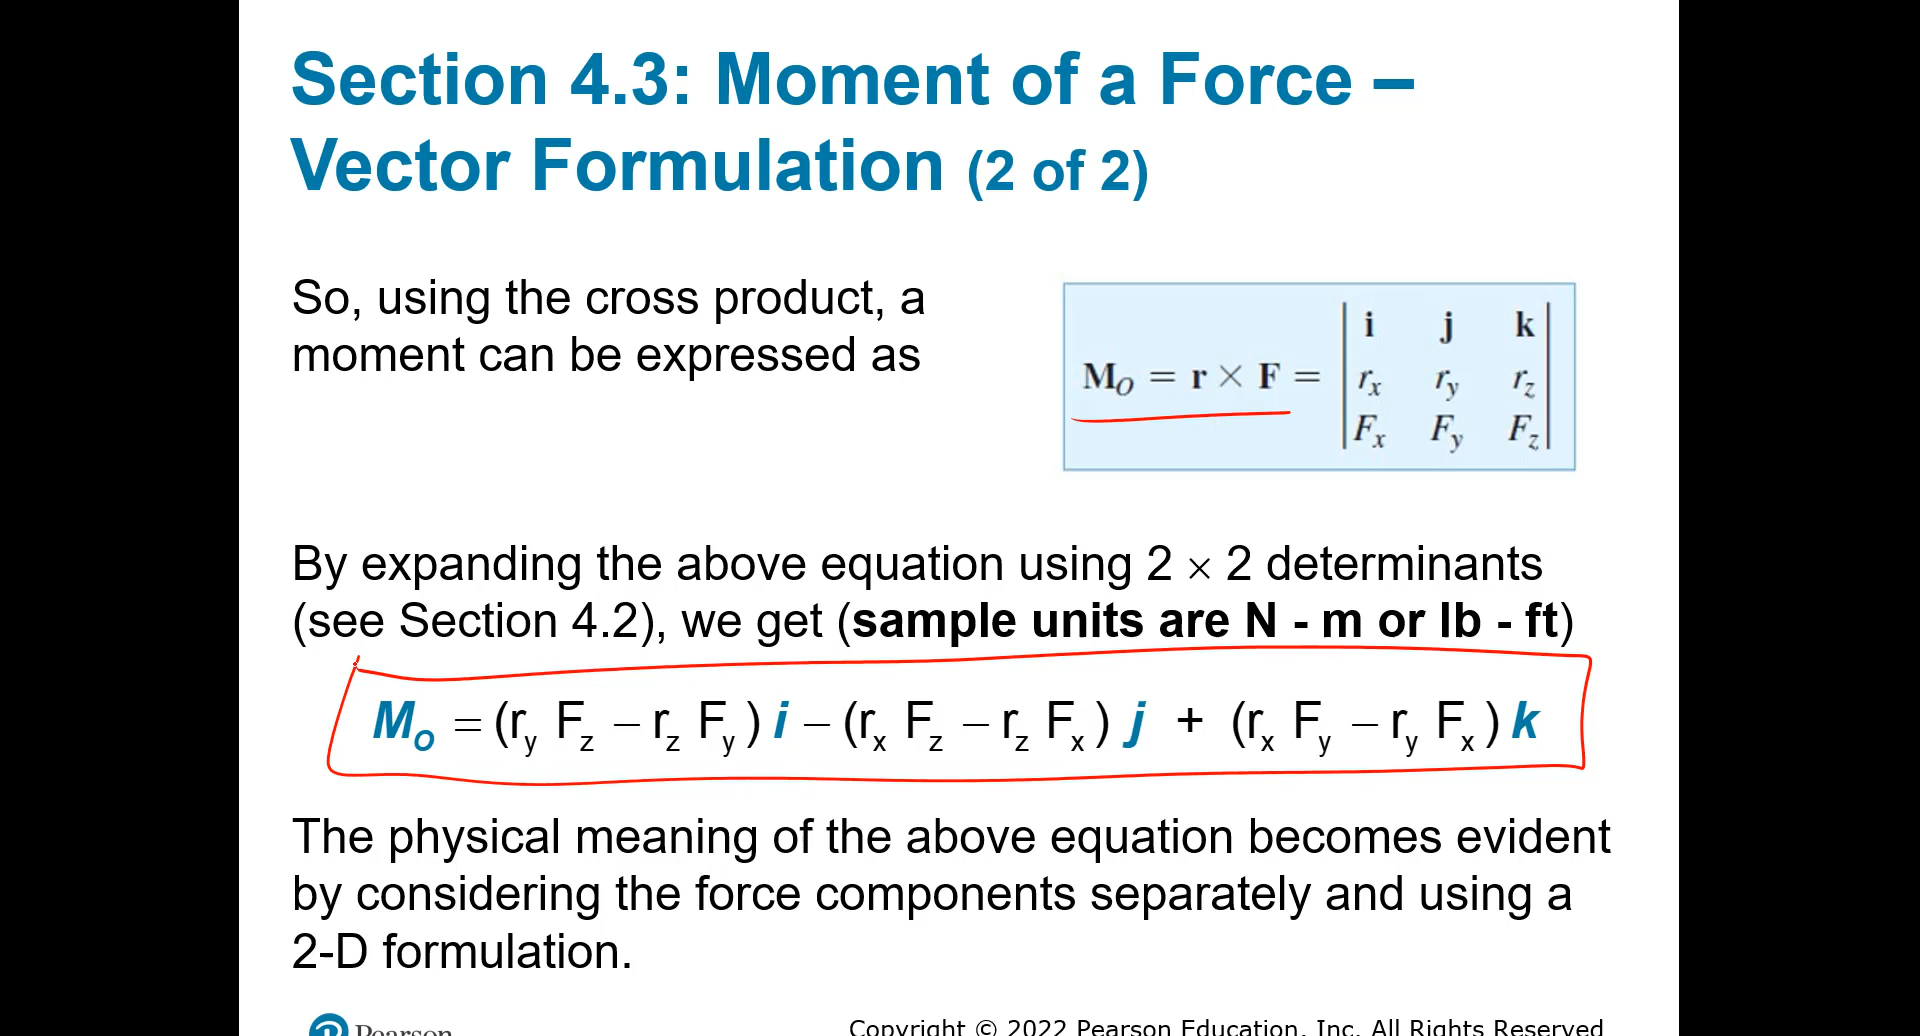 Section 4.3: Moment of a Force –
Vector Formulation (2 of 2)
So, using the cross product, a
moment can be expressed as
M_O = r × F = | i j k |
| r_x r_y r_z |
| F_x F_y F_z |
By expanding the above equation using 2 × 2 determinants
(see Section 4.2), we get (sample units are N - m or lb - ft)
M_o = (r_y F_z – r_z F_y) i – (r_x F_z – r_z F_x) j + (r_x F_y – r_y F_x) k
The physical meaning of the above equation becomes evident
by considering the force components separately and using a
2-D formulation.
Pearson
Copyright © 2022 Pearson Education, Inc. All Rights Reserved